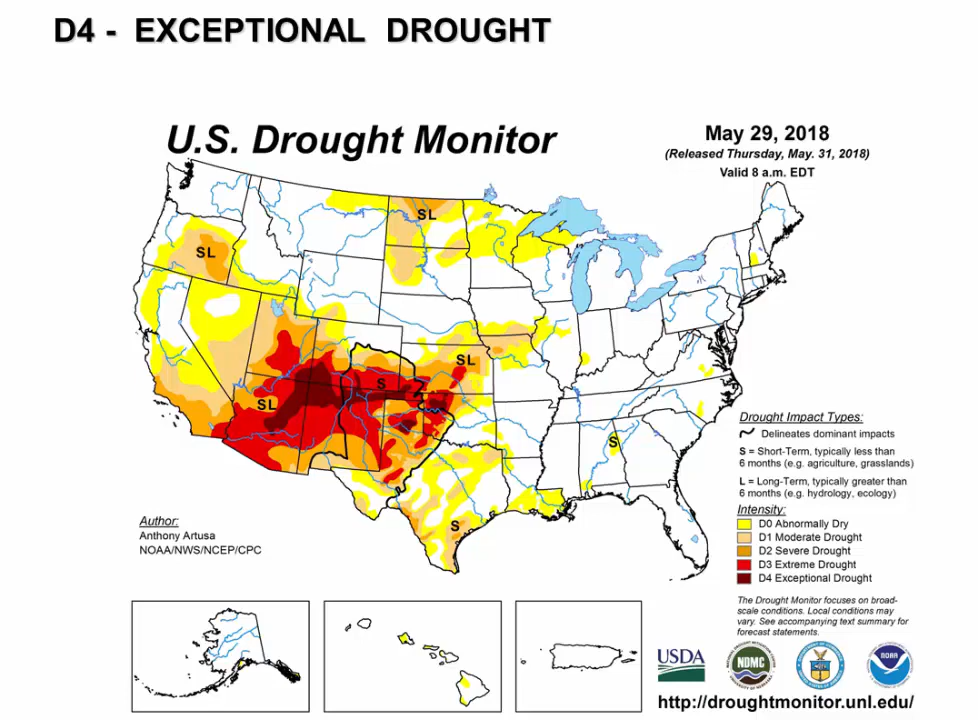 D4 - EXCEPTIONAL DROUGHT
U.S. Drought Monitor
May 29, 2018
(Released Thursday, May. 31, 2018)
Valid 8 a.m. EDT
SL
SL
SL
S
SL
S
S
Drought Impact Types:
Delineates dominant impacts
S = Short-Term, typically less than
6 months (e.g. agriculture, grasslands)
L = Long-Term, typically greater than
6 months (e.g. hydrology, ecology)
Intensity:
D0 Abnormally Dry
D1 Moderate Drought
D2 Severe Drought
D3 Extreme Drought
D4 Exceptional Drought
Author:
Anthony Artusa
NOAA/NWS/NCEP/CPC
The Drought Monitor focuses on broad-
scale conditions. Local conditions may
vary. See accompanying text summary for
forecast statements.
USDA
NDMC
NOAA
http://droughtmonitor.unl.edu/